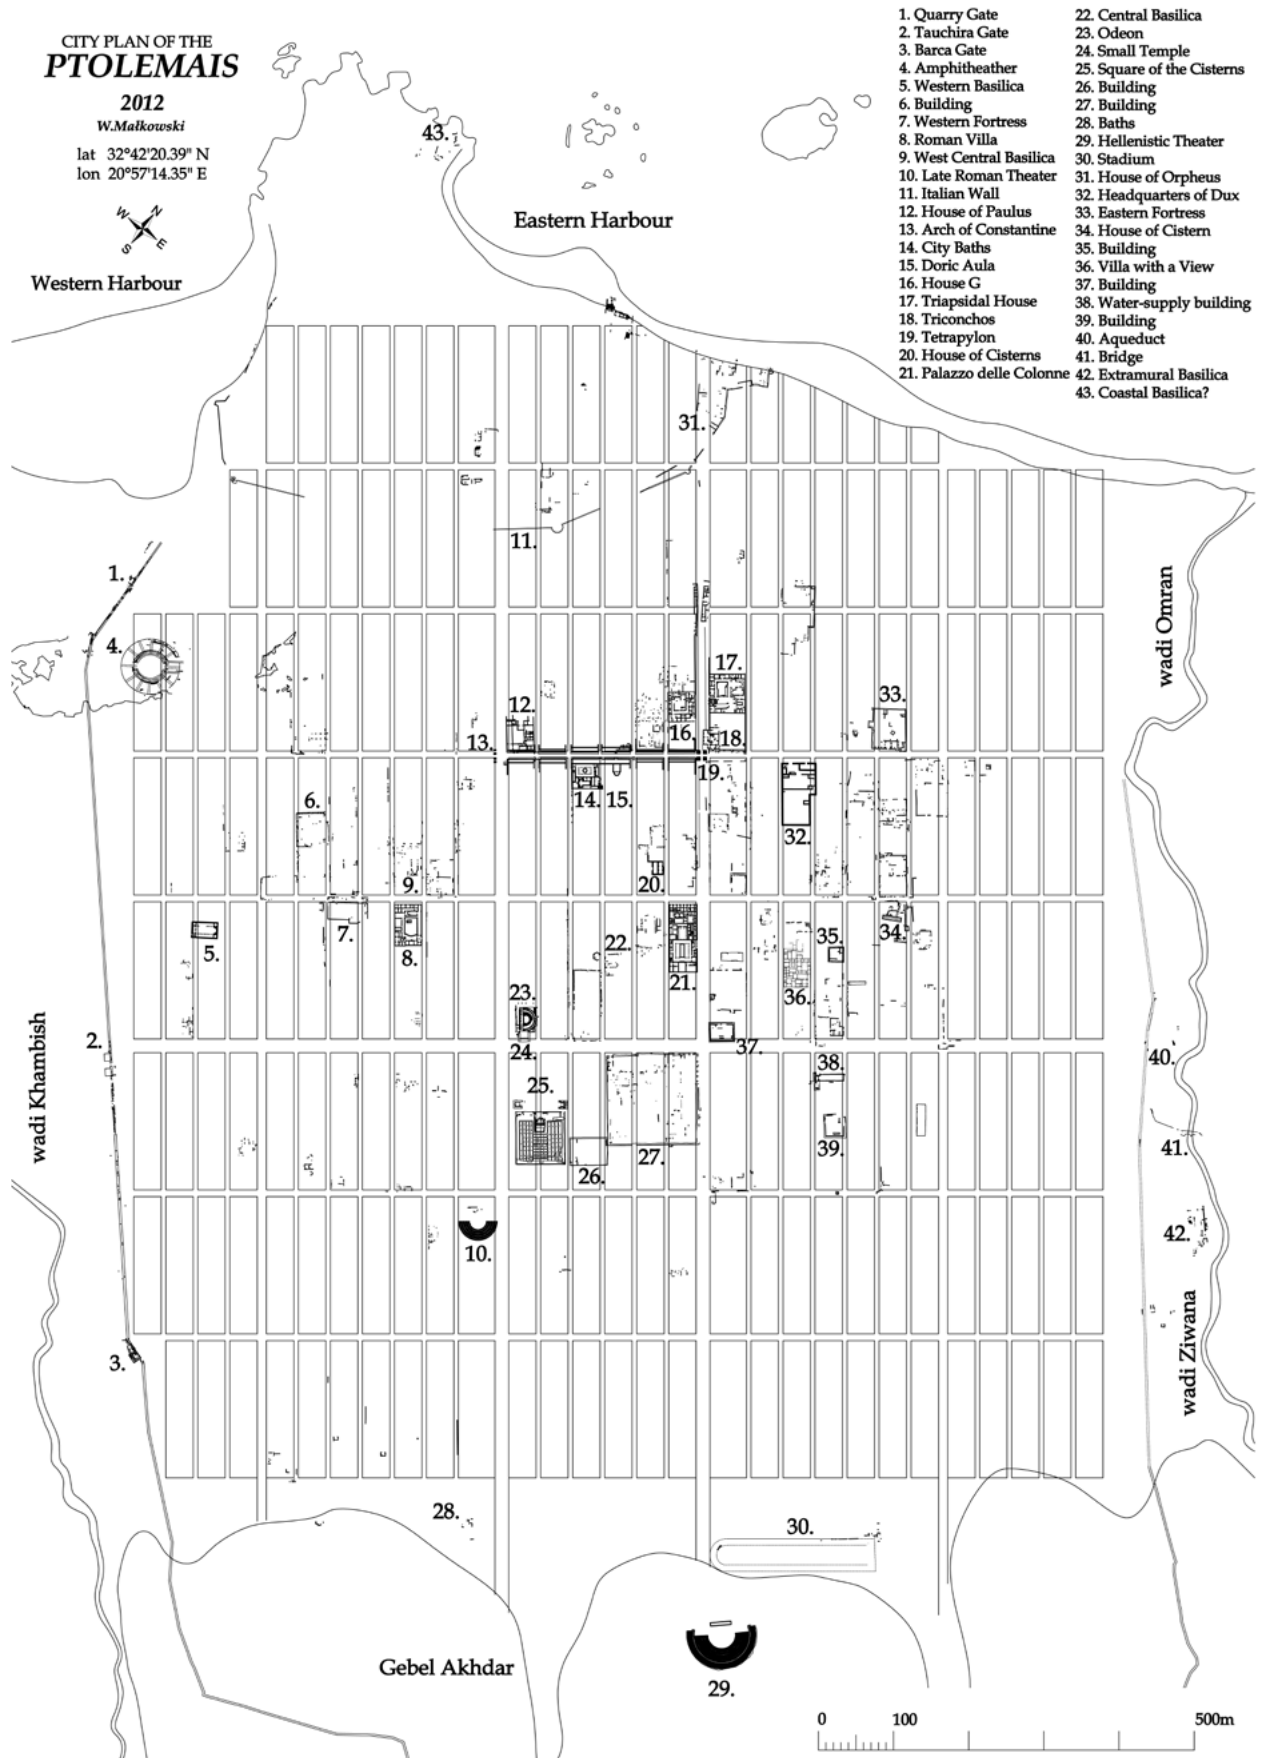 CITY PLAN OF THE
PTOLEMAIS
2012
W.Małkowski
lat 32°42'20.39" N
lon 20°57'14.35" E
W N
S E
1. Quarry Gate
2. Tauchira Gate
3. Barca Gate
4. Amphitheather
5. Western Basilica
6. Building
7. Western Fortress
8. Roman Villa
9. West Central Basilica
10. Late Roman Theater
11. Italian Wall
12. House of Paulus
13. Arch of Constantine
14. City Baths
15. Doric Aula
16. House G
17. Triapsidal House
18. Triconchos
19. Tetrapylon
20. House of Cisterns
21. Palazzo delle Colonne
22. Central Basilica
23. Odeon
24. Small Temple
25. Square of the Cisterns
26. Building
27. Building
28. Baths
29. Hellenistic Theater
30. Stadium
31. House of Orpheus
32. Headquarters of Dux
33. Eastern Fortress
34. House of Cistern
35. Building
36. Villa with a View
37. Building
38. Water-supply building
39. Building
40. Aqueduct
41. Bridge
42. Extramural Basilica
43. Coastal Basilica?
43.
Eastern Harbour
Western Harbour
31.
11.
1.
wadi Omran
4.
17.
12.
33.
13.
16.
18.
19.
14.
15.
6.
32.
9.
20.
5.
7.
8.
22.
21.
35.
34.
36.
23.
24.
37.
2.
40.
38.
wadi Khambish
25.
26.
27.
39.
41.
10.
42.
wadi Ziwana
3.
28.
30.
Gebel Akhdar
29.
0 100 500m